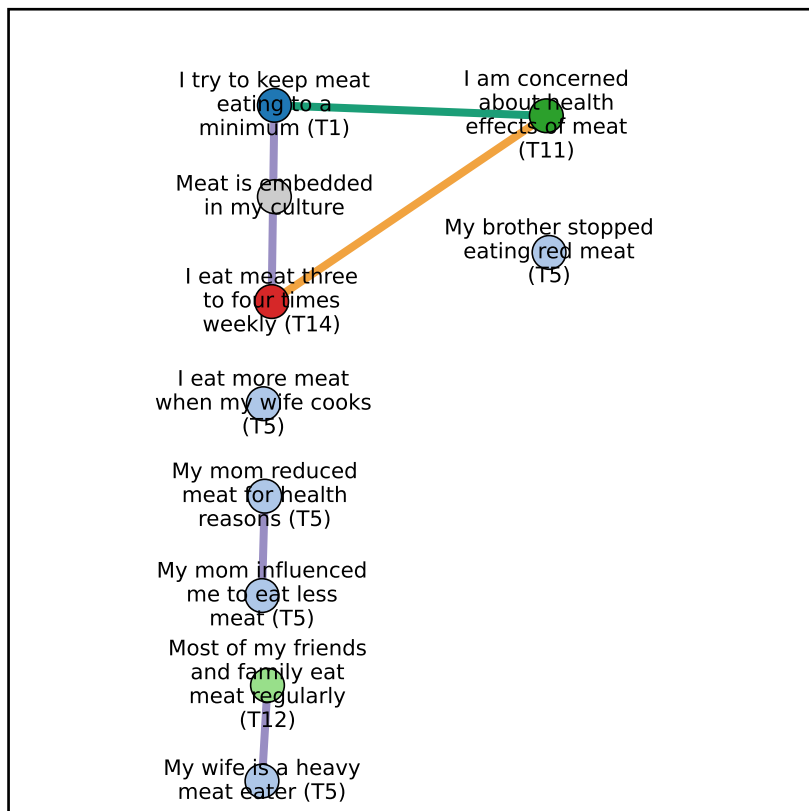 I try to keep meat
eating to a
minimum (T1)
I am concerned
about health
effects of meat
(T11)
Meat is embedded
in my culture
My brother stopped
eating red meat
(T5)
I eat meat three
to four times
weekly (T14)
I eat more meat
when my wife cooks
(T5)
My mom reduced
meat for health
reasons (T5)
My mom influenced
me to eat less
meat (T5)
Most of my friends
and family eat
meat regularly
(T12)
My wife is a heavy
meat eater (T5)